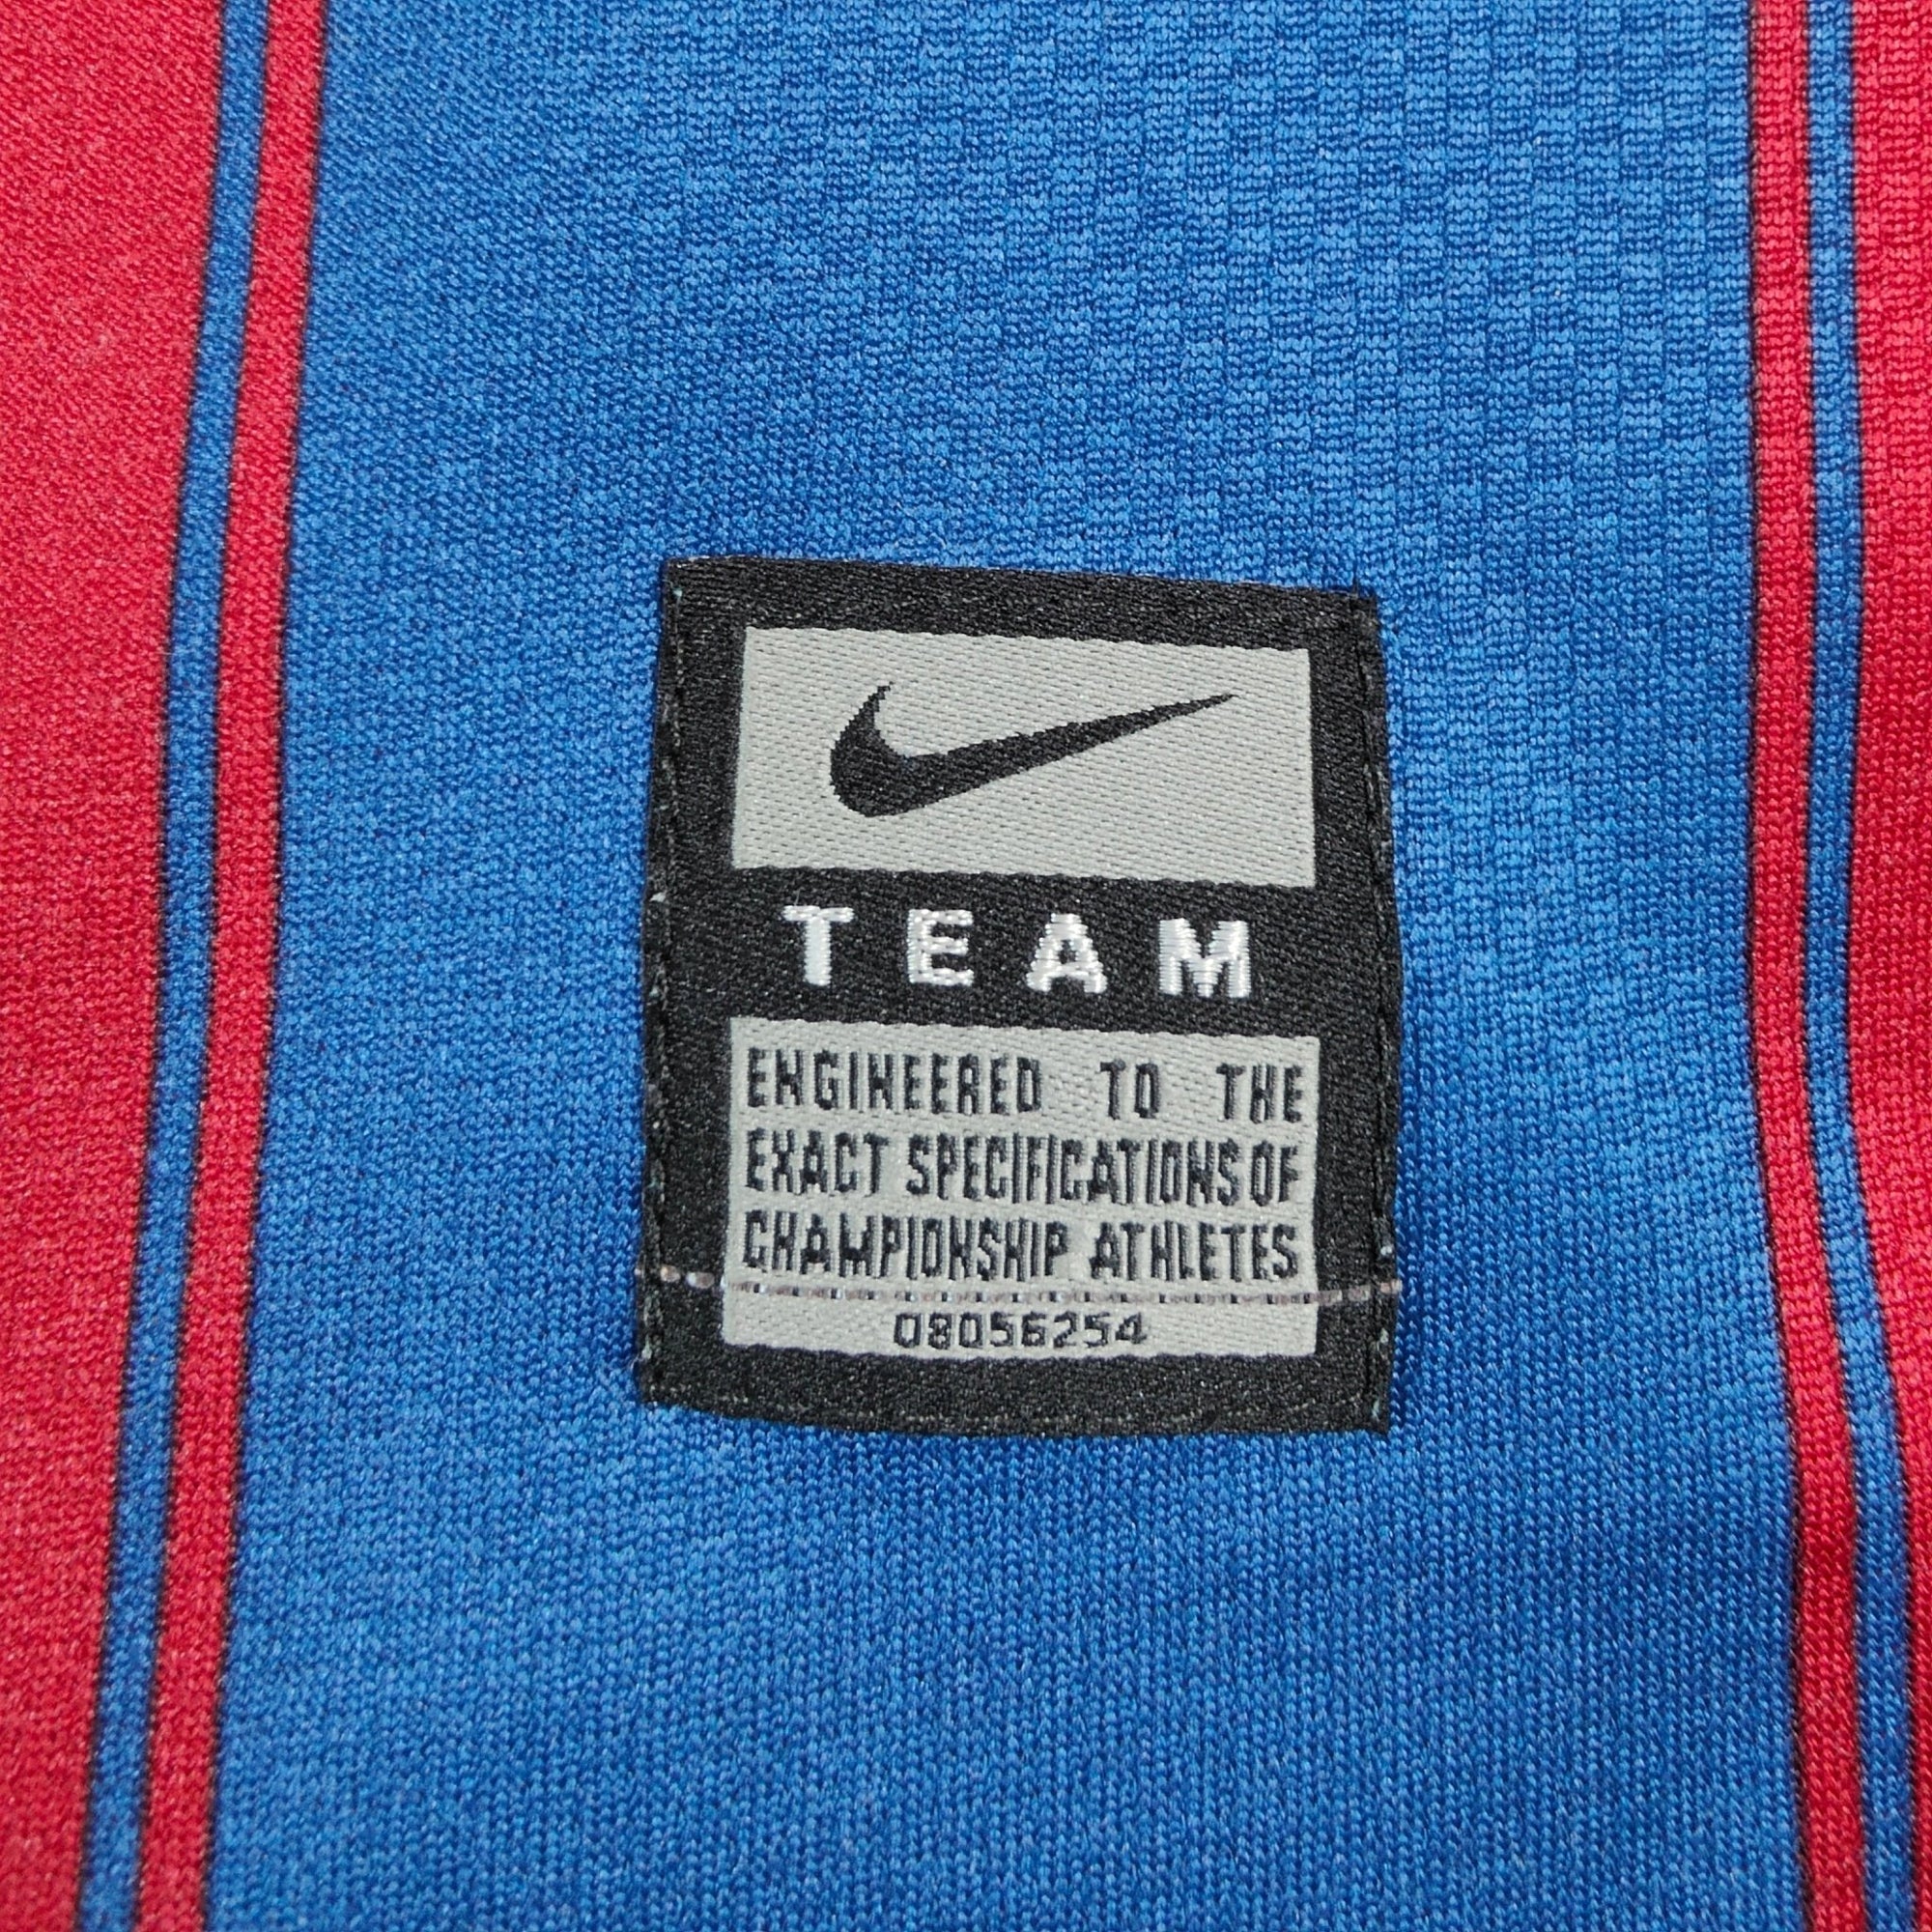 TEAM
ENGINEERED TO THE
EXACT SPECIFICATIONS OF
CHAMPIONSHIP ATHLETES
08056254